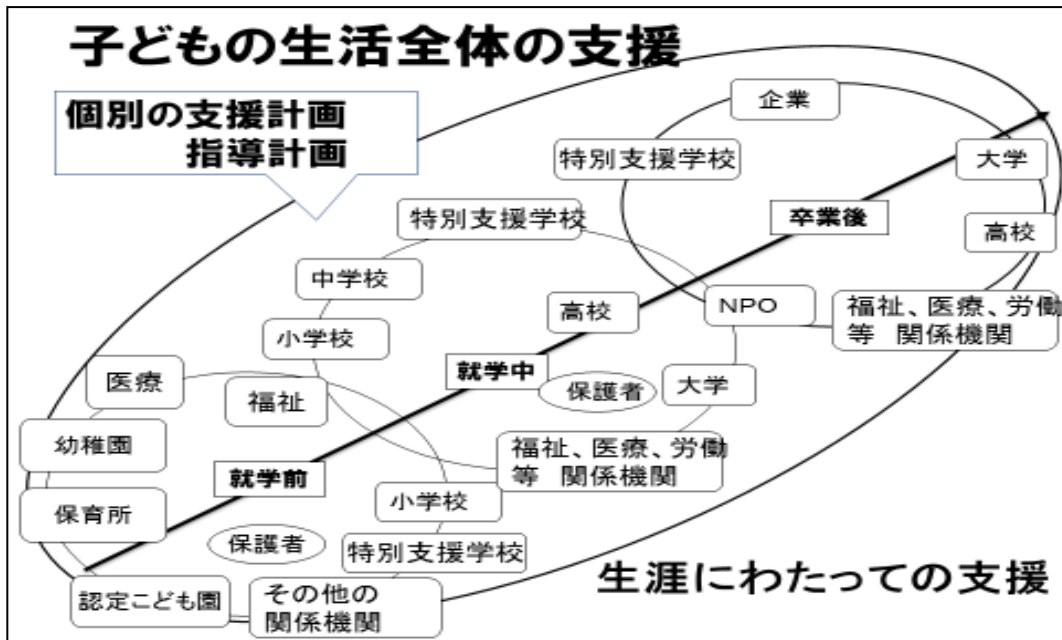 子どもの生活全体の支援
個別の支援計画
指導計画
企業
特別支援学校
大学
卒業後
高校
特別支援学校
中学校
高校
NPO
福祉、医療、労働
等 関係機関
小学校
就学中
保護者
大学
医療
福祉
幼稚園
福祉、医療、労働
等 関係機関
就学前
保育所
小学校
保護者
特別支援学校
認定こども園
その他の
関係機関
生涯にわたっての支援